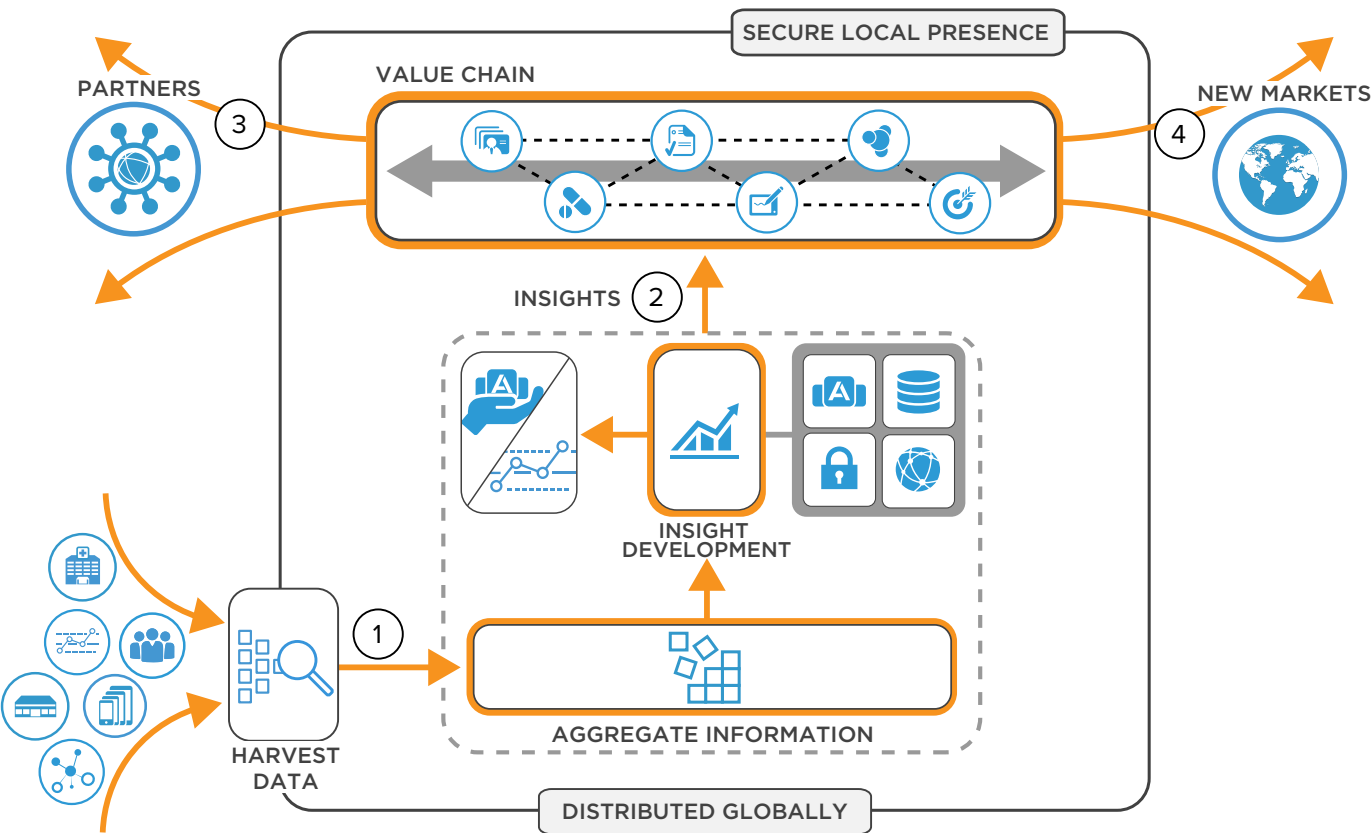 SECURE LOCAL PRESENCE
VALUE CHAIN
PARTNERS
3
NEW MARKETS
4
INSIGHTS 2
A
A
INSIGHT
DEVELOPMENT
1
AGGREGATE INFORMATION
HARVEST
DATA
DISTRIBUTED GLOBALLY